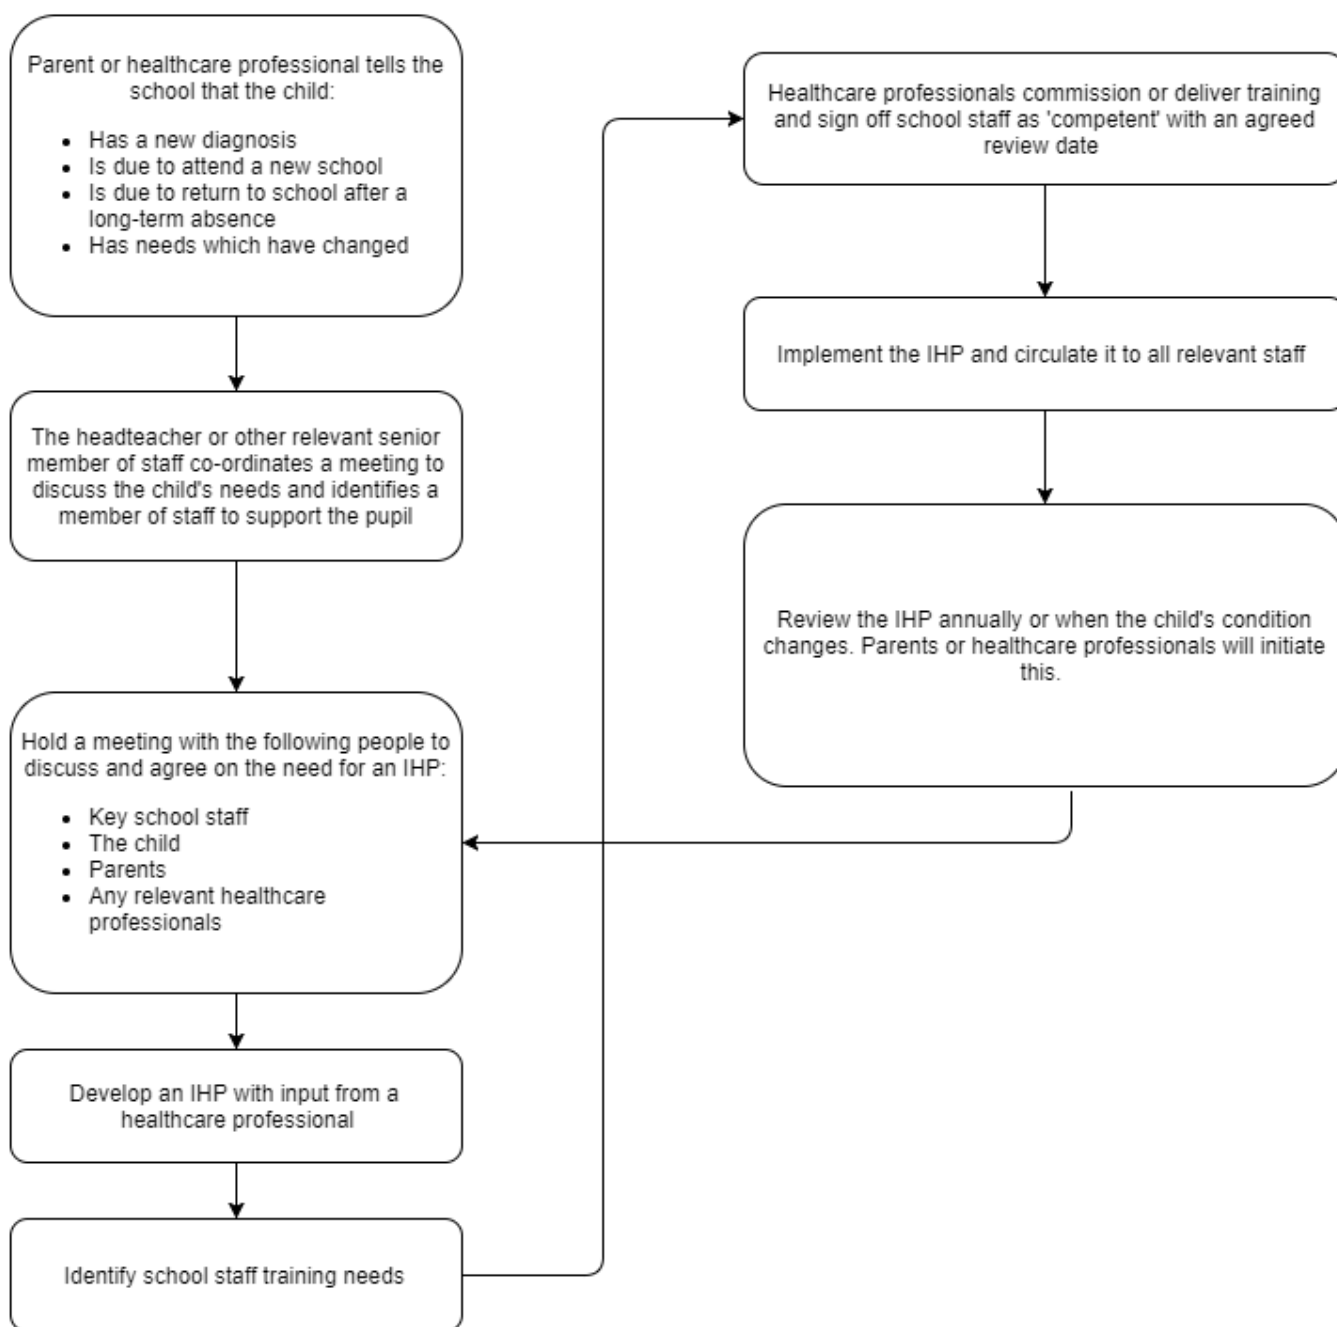 Parent or healthcare professional tells the
school that the child:
• Has a new diagnosis
• Is due to attend a new school
• Is due to return to school after a
long-term absence
• Has needs which have changed
The headteacher or other relevant senior
member of staff co-ordinates a meeting to
discuss the child's needs and identifies a
member of staff to support the pupil
Hold a meeting with the following people to
discuss and agree on the need for an IHP:
• Key school staff
• The child
• Parents
• Any relevant healthcare
professionals
Develop an IHP with input from a
healthcare professional
Identify school staff training needs
Healthcare professionals commission or deliver training
and sign off school staff as 'competent' with an agreed
review date
Implement the IHP and circulate it to all relevant staff
Review the IHP annually or when the child's condition
changes. Parents or healthcare professionals will initiate
this.